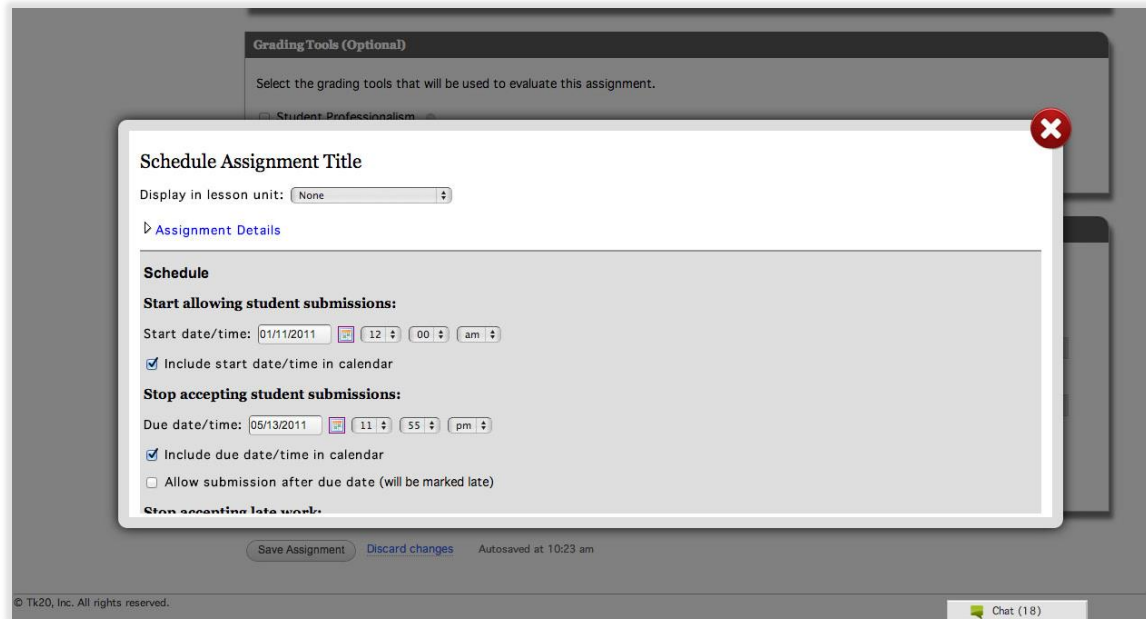 Grading Tools (Optional)
Select the grading tools that will be used to evaluate this assignment.
Student Professionalism
Schedule Assignment Title
Display in lesson unit: None
Assignment Details
Schedule
Start allowing student submissions:
Start date/time: 01/11/2011 12 00 am
Include start date/time in calendar
Stop accepting student submissions:
Due date/time: 05/13/2011 11 55 pm
Include due date/time in calendar
Allow submission after due date (will be marked late)
Stop accepting late work:
Save Assignment Discard changes Autosaved at 10:23 am
© Tk20, Inc. All rights reserved.
Chat (18)